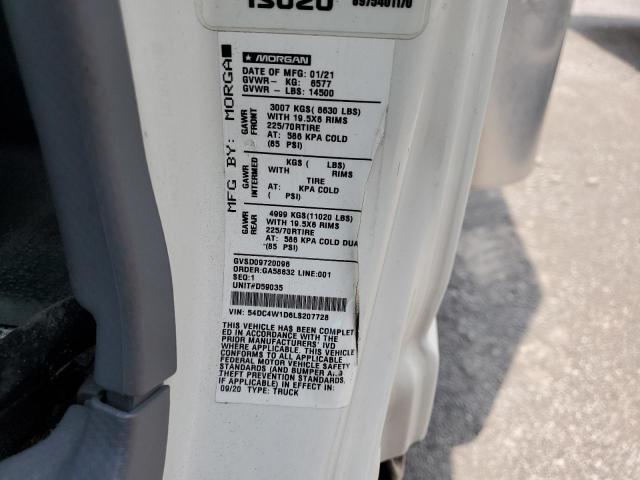 ISUZU
8975401170
MFG BY: MORGA
MORGAN
DATE OF MFG: 01/21
GVWR- KG: 6577
GVWR - LBS: 14500
GAWR FRONT
3007 KGS( 6630 LBS)
WITH 19.5X6 RIMS
225/70RTIRE
AT: 586 KPA COLD
(85 PSI)
GAWR INTERMED
KGS ( LBS)
WITH RIMS
TIRE
AT: KPA COLD
( PSI)
GAWR REAR
4999 KGS(11020 LBS)
WITH 19.5X6 RIMS
225/70RTIRE
AT: 586 KPA COLD DUA
(85 PSI)
GVSD09720096
ORDER:GA58632 LINE:001
SEQ:1
UNIT#D59035
VIN: 54DC4W1D6LS207728
THIS VEHICLE HAS BEEN COMPLET
ED IN ACCORDANCE WITH THE
PRIOR MANUFACTURERS' IVD
WHERE APPLICABLE. THIS VEHICLE
CONFORMS TO ALL APPLICABLE
FEDERAL MOTOR VEHICLE SAFETY
STANDARDS (AND BUMPER A
THEFT PREVENTION STANDARDS,
IF APPLICABLE) IN EFFECT IN:
09/20 TYPE: TRUCK